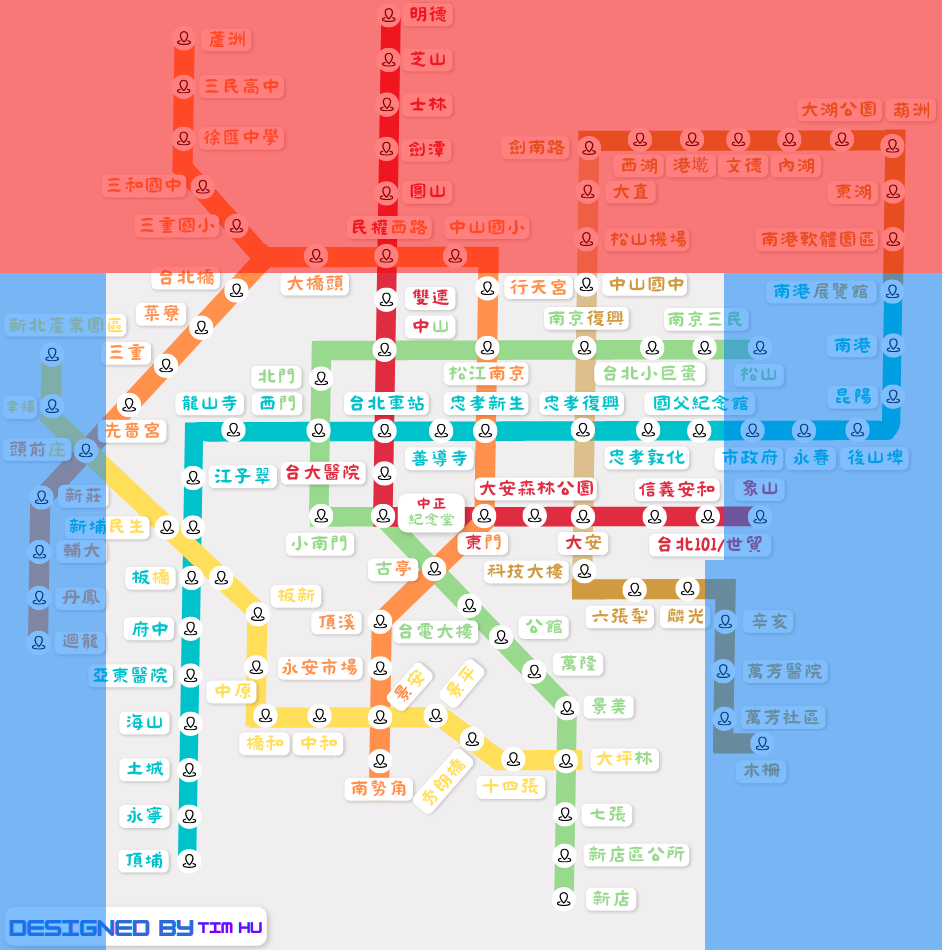 明德
蘆洲
芝山
三民高中
士林
大湖公園
葫洲
徐匯中學
劍潭
劍南路
西湖
港墘
文德
內湖
三和國中
圓山
大直
東湖
三重國小
民權西路
中山國小
松山機場
南港軟體園區
台北橋
大橋頭
行天宮
中山國中
南港展覽館
雙連
菜寮
新北產業園區
中山
南京復興
南京三民
三重
南港
北門
松江南京
台北小巨蛋
松山
幸福
龍山寺
西門
台北車站
忠孝新生
忠孝復興
國父紀念館
昆陽
先嗇宮
頭前庄
善導寺
忠孝敦化
市政府
永春
後山埤
江子翠
台大醫院
新莊
大安森林公園
信義安和
象山
中正
紀念堂
新埔民生
小南門
東門
大安
台北101/世貿
輔大
板橋
古亭
科技大樓
丹鳳
板新
府中
頂溪
台電大樓
公館
六張犁
麟光
辛亥
迴龍
亞東醫院
永安市場
萬隆
萬芳醫院
中原
景安
景平
景美
萬芳社區
海山
橋和
中和
土城
南勢角
秀朗橋
十四張
大坪林
木柵
永寧
七張
頂埔
新店區公所
新店
DESIGNED BY TIM HU